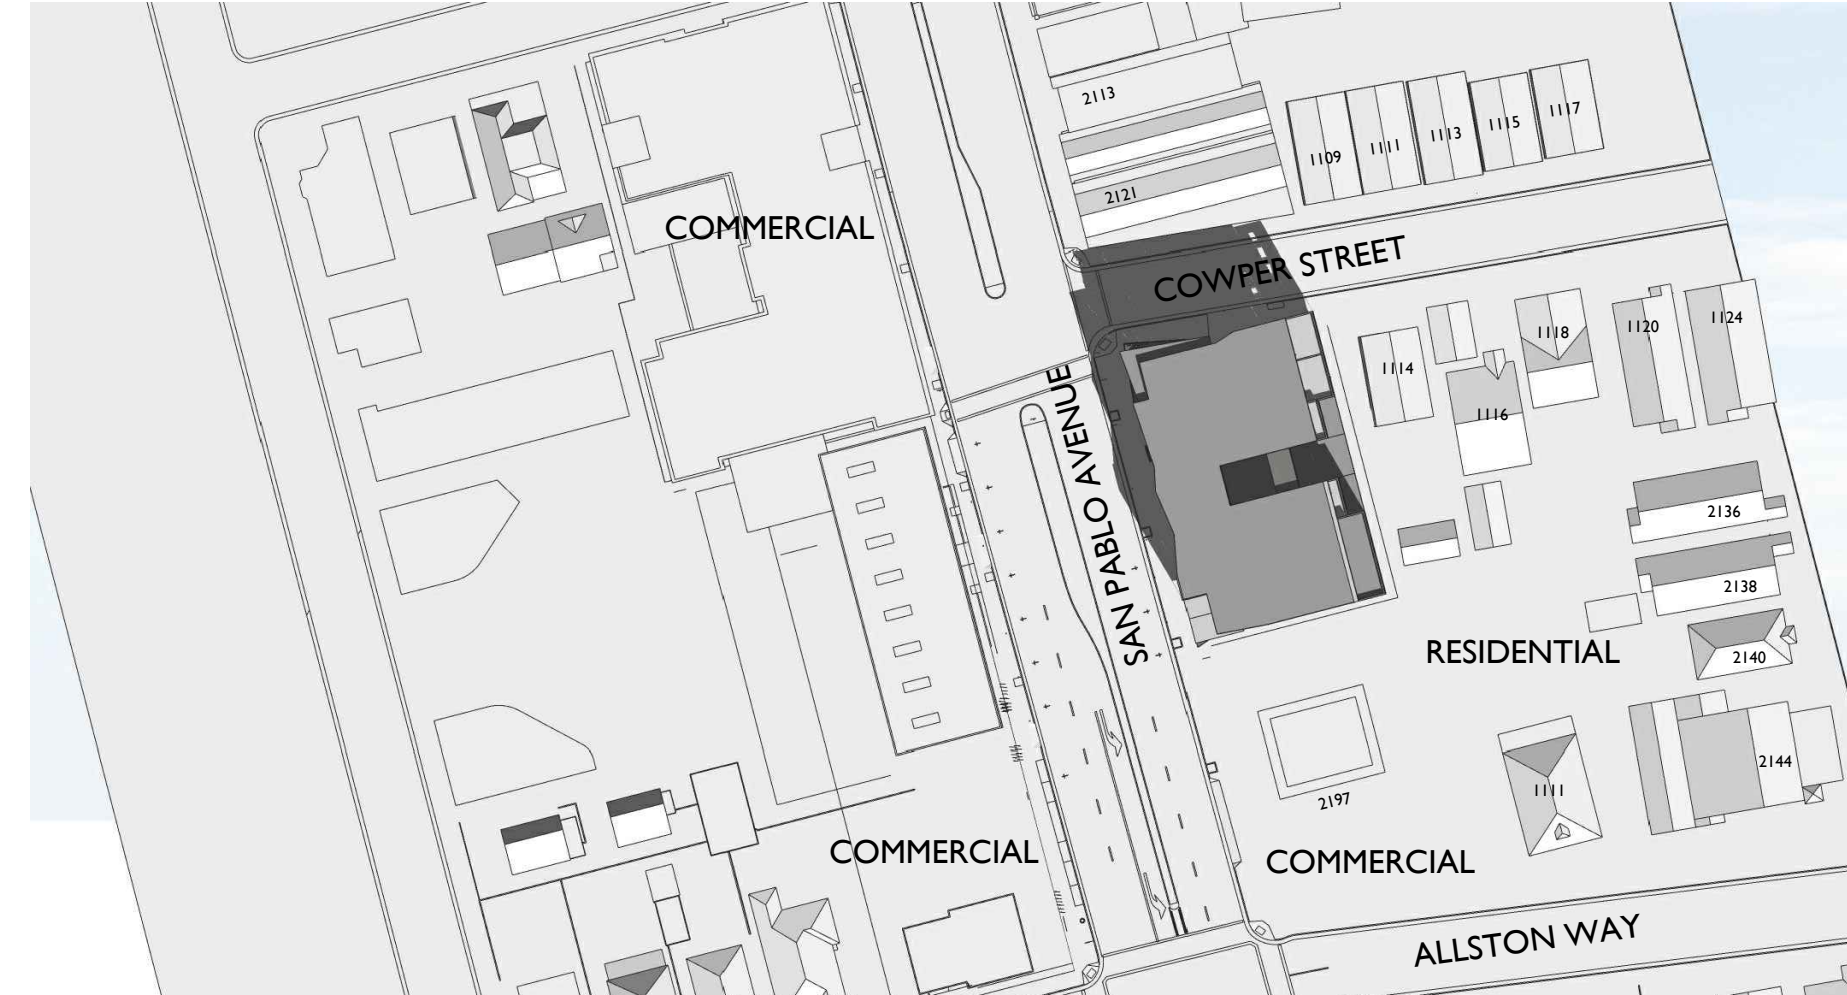 2113
1109
1111
1113
1115
1117
2121
COMMERCIAL
COWPER STREET
1114
1116
1118
1120
1124
SAN PABLO AVENUE
2136
2138
RESIDENTIAL
2140
2197
1111
2144
COMMERCIAL
COMMERCIAL
ALLSTON WAY